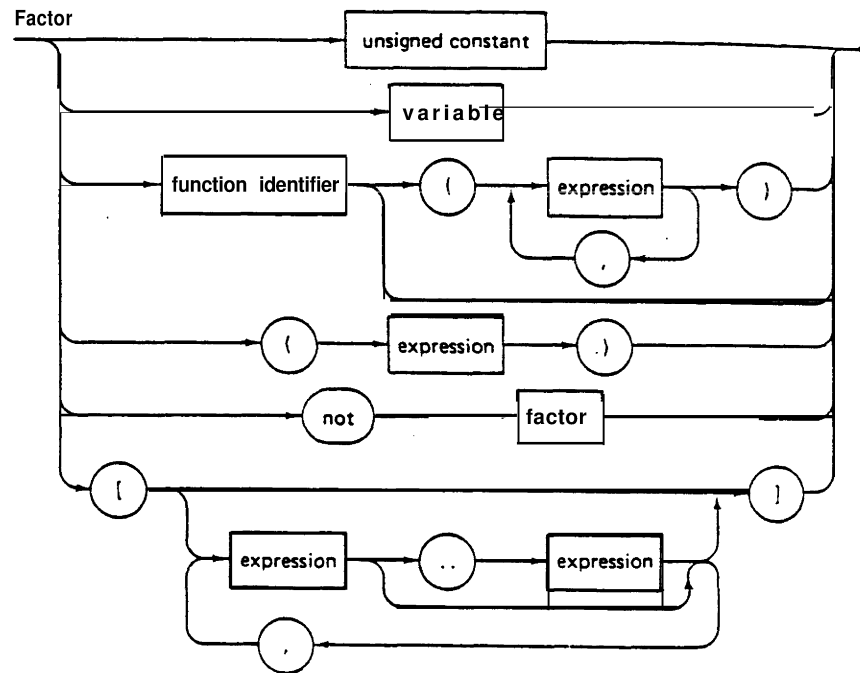 Factor
unsigned constant
variable
function identifier ( expression )
,
( expression .)
not factor
[ ]
expression .. expression
,